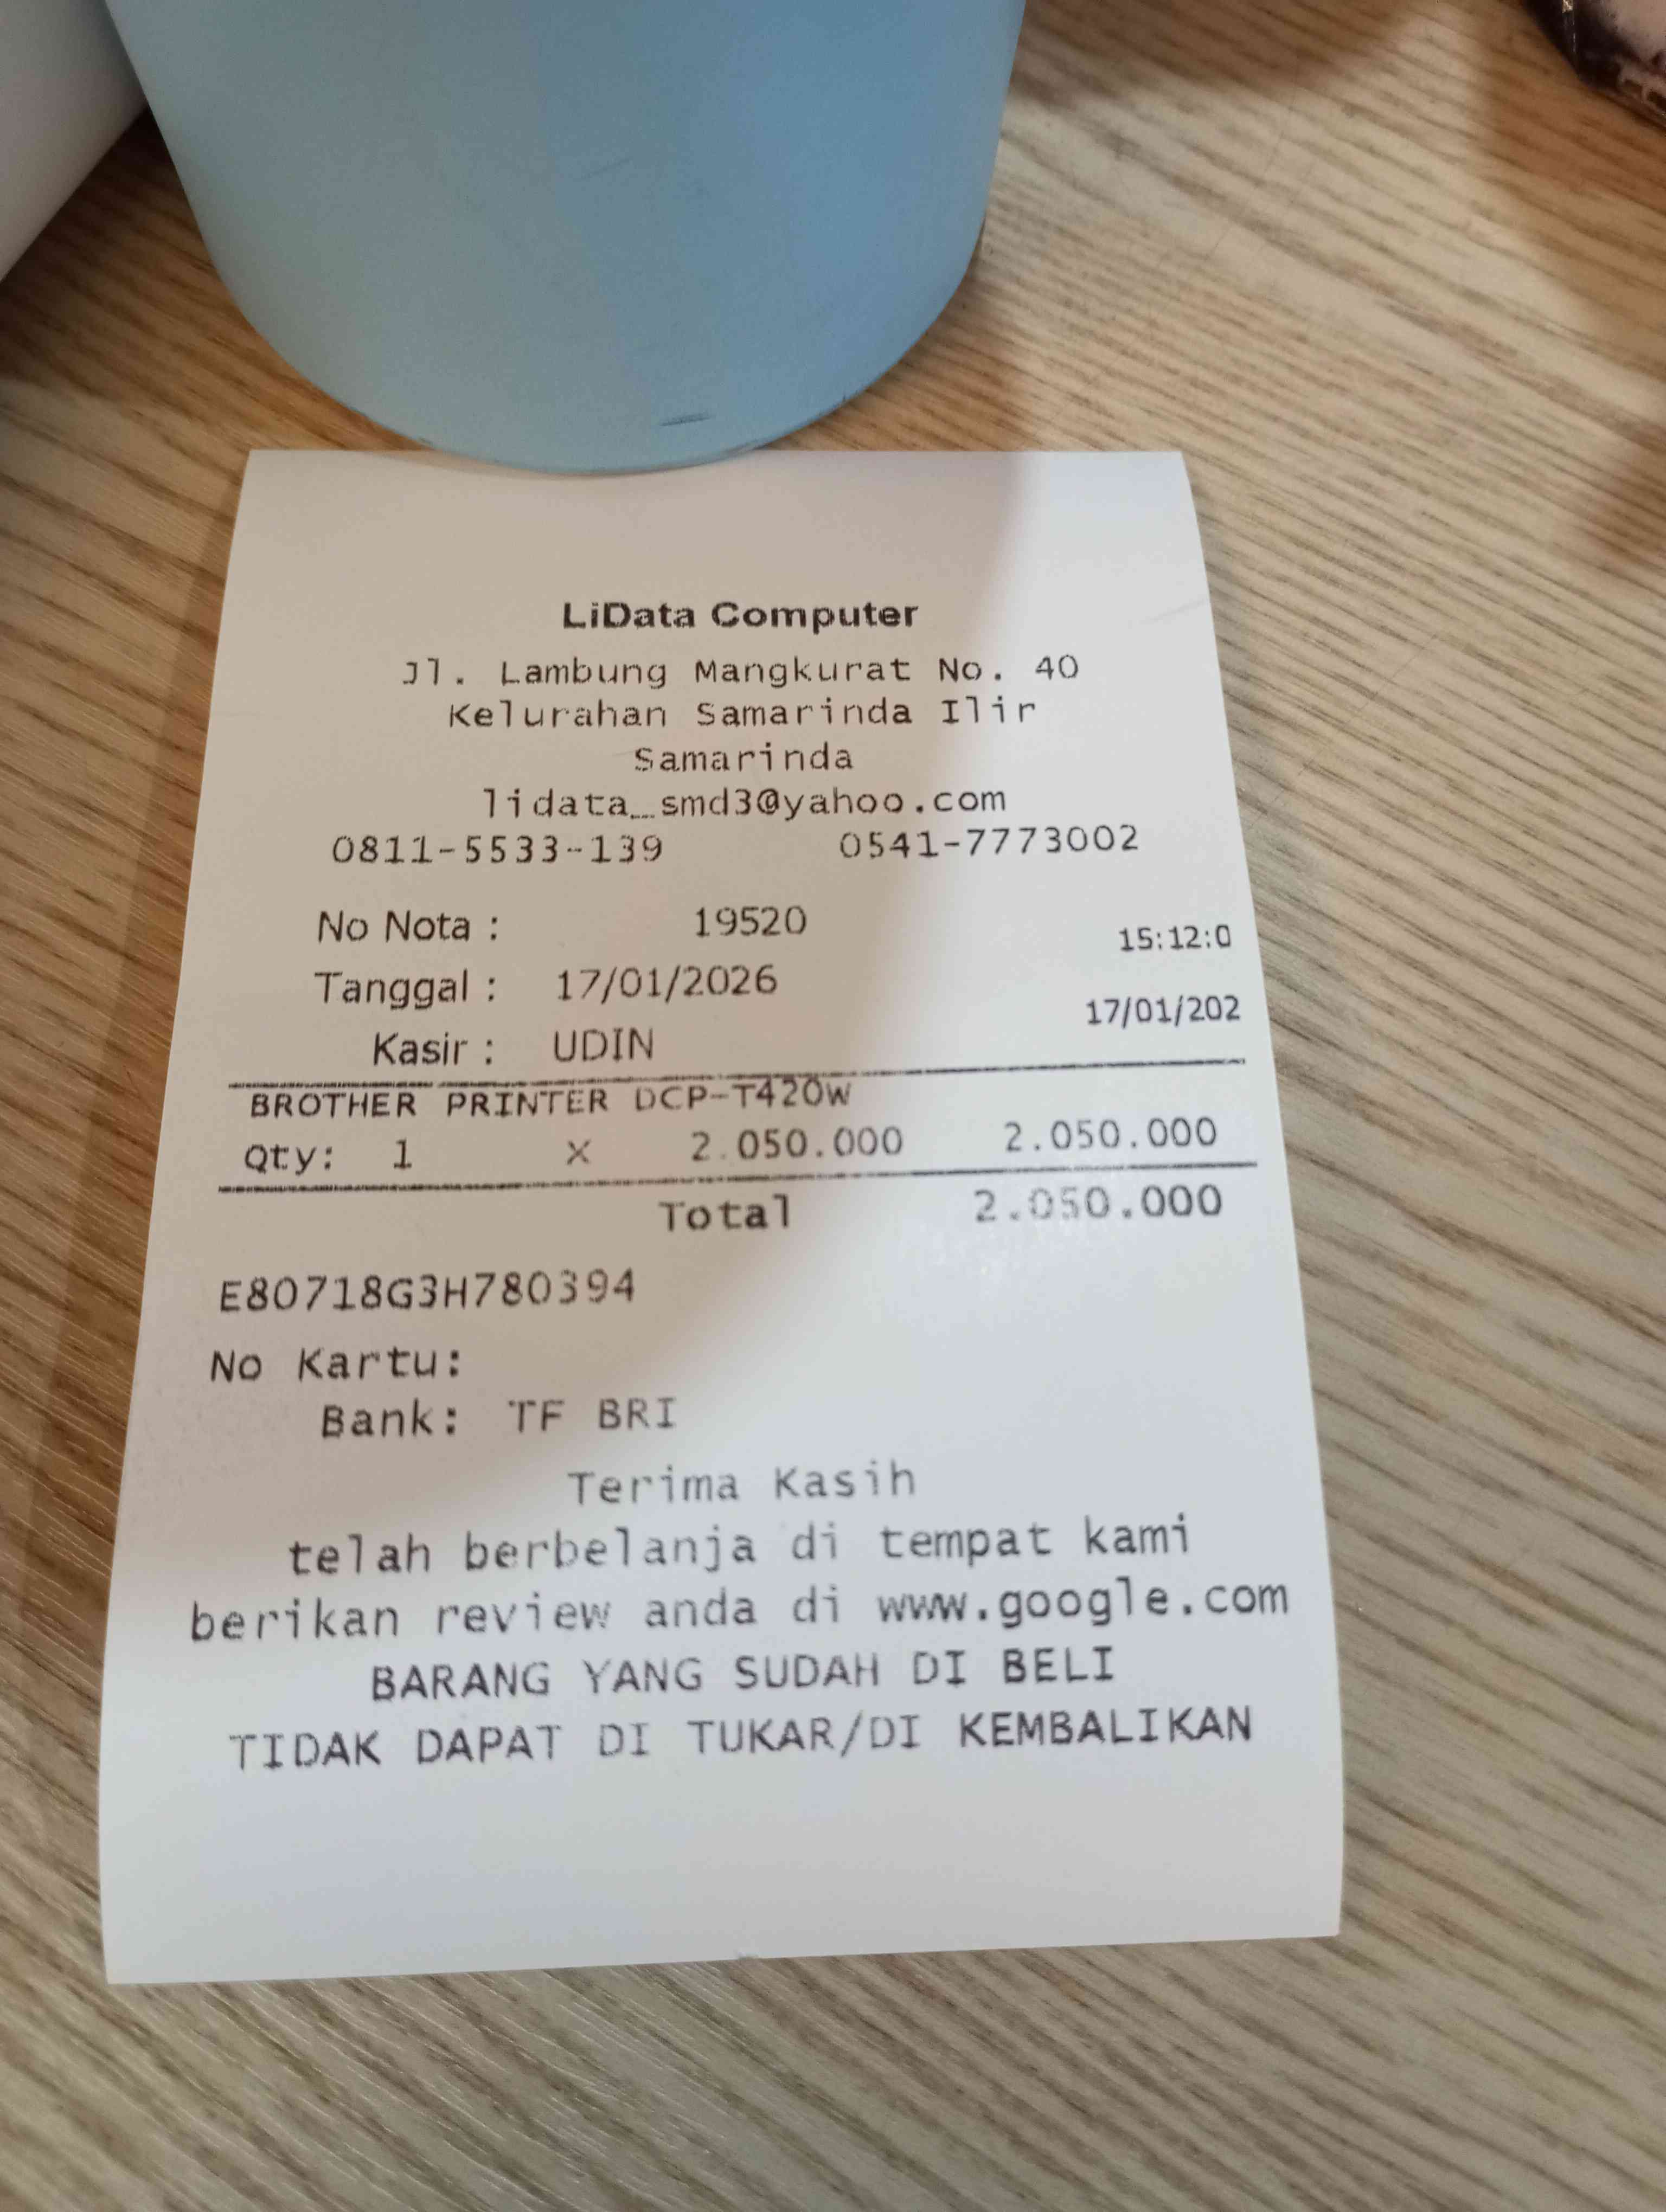 LiData Computer
Jl. Lambung Mangkurat No. 40
Kelurahan Samarinda Ilir
Samarinda
lidata_smd3@yahoo.com
0811-5533-139 0541-7773002
No Nota : 19520 15:12:0
Tanggal : 17/01/2026 17/01/202
Kasir : UDIN
BROTHER PRINTER DCP-T420W
Qty: 1 X 2.050.000 2.050.000
Total 2.050.000
E80718G3H780394
No Kartu:
Bank: TF BRI
Terima Kasih
telah berbelanja di tempat kami
berikan review anda di www.google.com
BARANG YANG SUDAH DI BELI
TIDAK DAPAT DI TUKAR/DI KEMBALIKAN